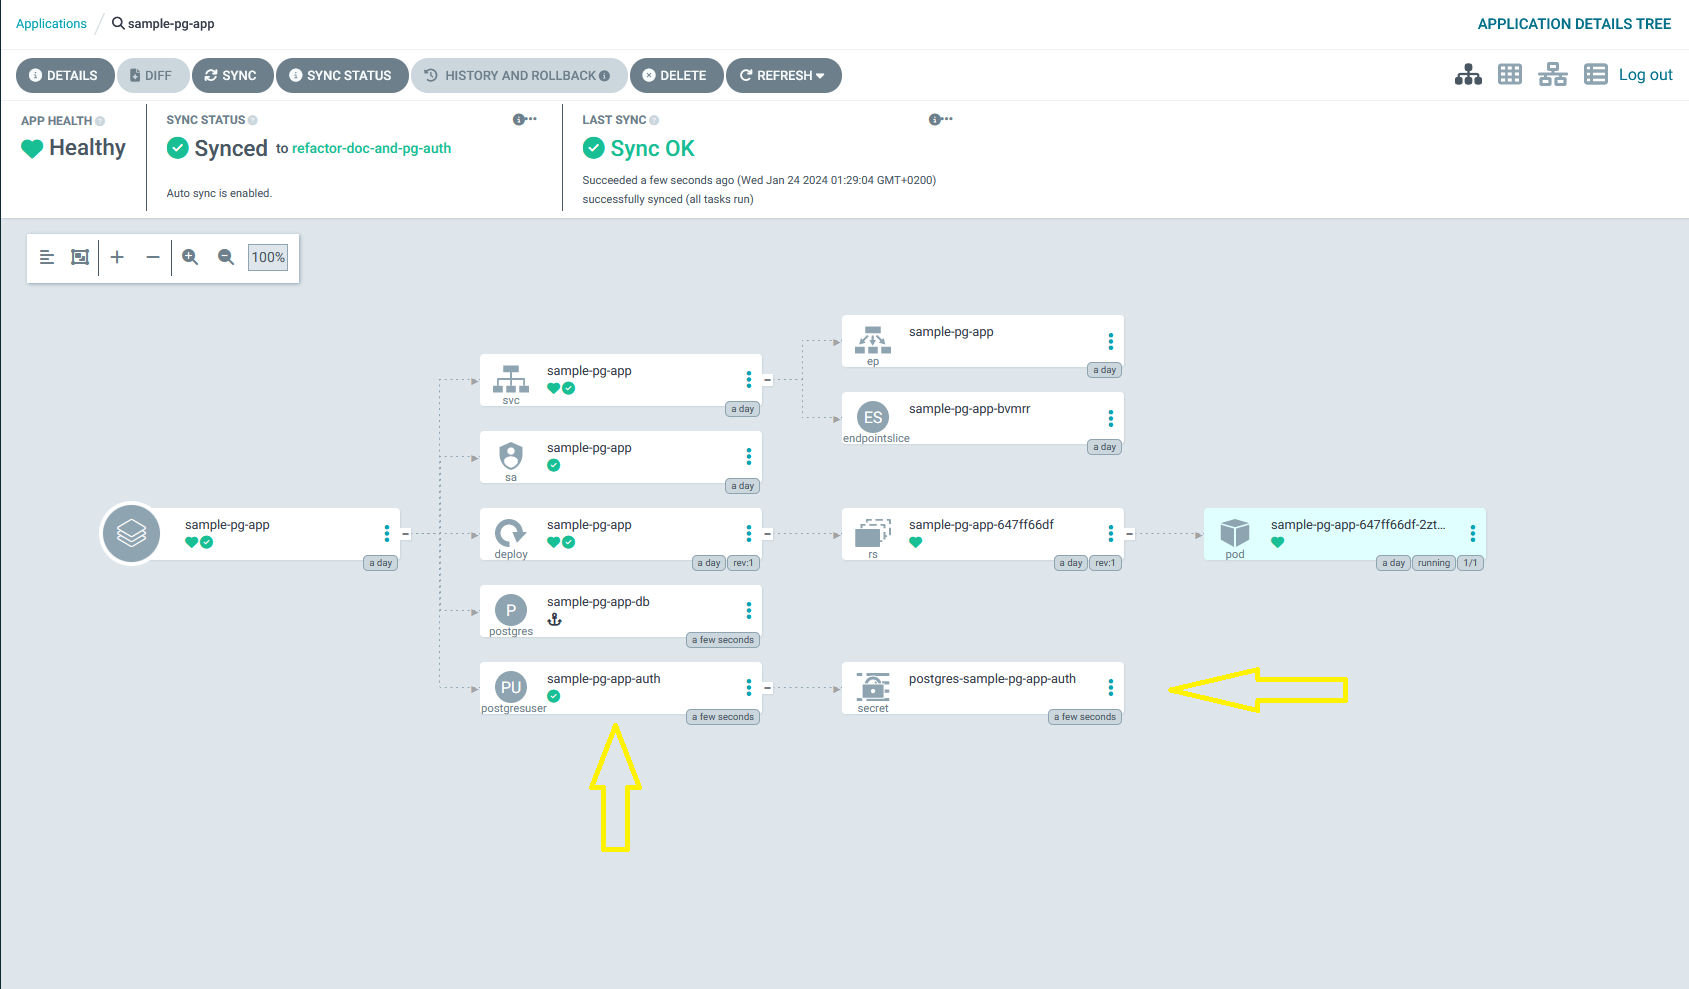 Applications / sample-pg-app
APPLICATION DETAILS TREE
DETAILS
DIFF
SYNC
SYNC STATUS
HISTORY AND ROLLBACK
DELETE
REFRESH
Log out
APP HEALTH
Healthy
SYNC STATUS
Synced to refactor-doc-and-pg-auth
Auto sync is enabled.
LAST SYNC
Sync OK
Succeeded a few seconds ago (Wed Jan 24 2024 01:29:04 GMT+0200)
successfully synced (all tasks run)
100%
sample-pg-app
a day
sample-pg-app
svc
a day
sample-pg-app
sa
a day
sample-pg-app
deploy
a day
rev:1
P
sample-pg-app-db
postgres
a few seconds
PU
sample-pg-app-auth
postgresuser
a few seconds
sample-pg-app
ep
a day
ES
sample-pg-app-bvmrr
endpointslice
a day
sample-pg-app-647ff66df
rs
a day
rev:1
postgres-sample-pg-app-auth
secret
a few seconds
sample-pg-app-647ff66df-2zt...
pod
a day
running
1/1